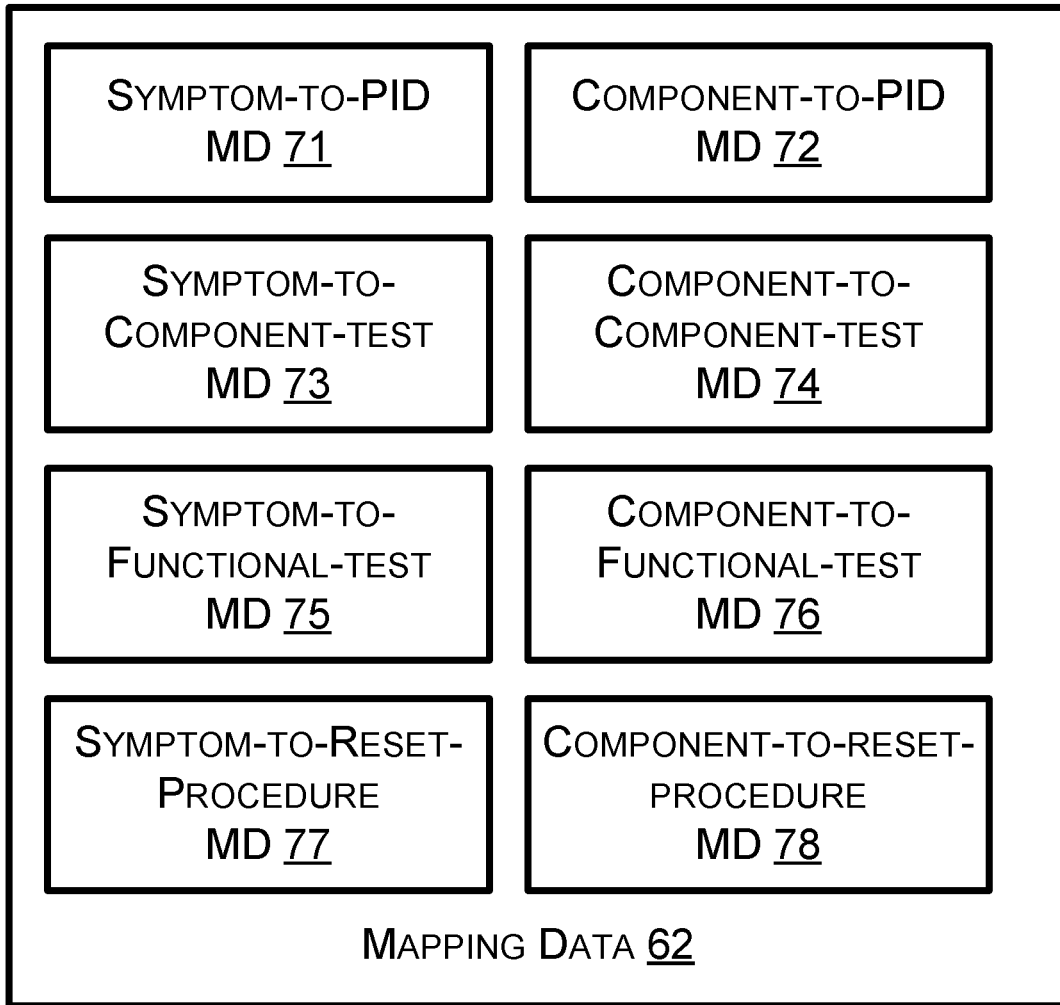 SYMPTOM-TO-PID
MD 71
COMPONENT-TO-PID
MD 72
SYMPTOM-TO-
COMPONENT-TEST
MD 73
COMPONENT-TO-
COMPONENT-TEST
MD 74
SYMPTOM-TO-
FUNCTIONAL-TEST
MD 75
COMPONENT-TO-
FUNCTIONAL-TEST
MD 76
SYMPTOM-TO-RESET-
PROCEDURE
MD 77
COMPONENT-TO-RESET-
PROCEDURE
MD 78
MAPPING DATA 62